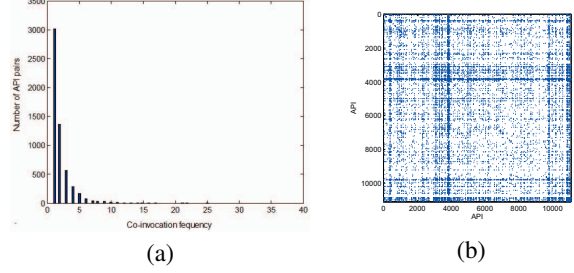 3500
3000
2500
2000
1500
1000
500
0
Number of API pairs
0 5 10 15 20 25 30 35 40
Co-invocation fequency
(a)
0
2000
4000
6000
8000
10000
API
0 2000 4000 6000 8000 10000
API
(b)